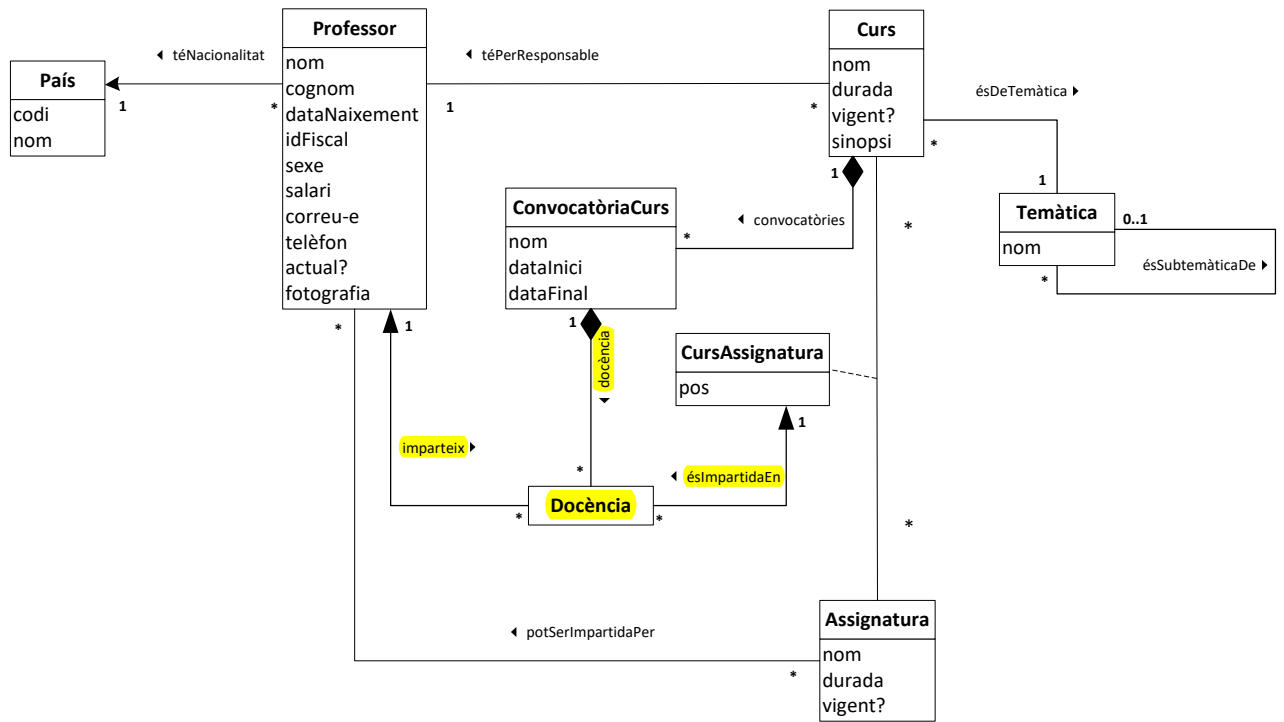 Professor
nom
cognom
dataNaixement
idFiscal
sexe
salari
correu-e
telèfon
actual?
fotografia
Curs
nom
durada
vigent?
sinopsi
País
codi
nom
◄ téNacionalitat
1
*
◄ téPerResponsable
1
*
ésDeTemàtica ►
*
1
Temàtica
nom
0..1
*
ésSubtemàticaDe ►
ConvocatòriaCurs
nom
dataInici
dataFinal
1
◄ convocatòries
*
*
*
1
1
docència ►
CursAssignatura
pos
1
imparteix ►
*
◄ ésImpartidaEn
Docència
*
*
*
Assignatura
nom
durada
vigent?
◄ potSerImpartidaPer
*